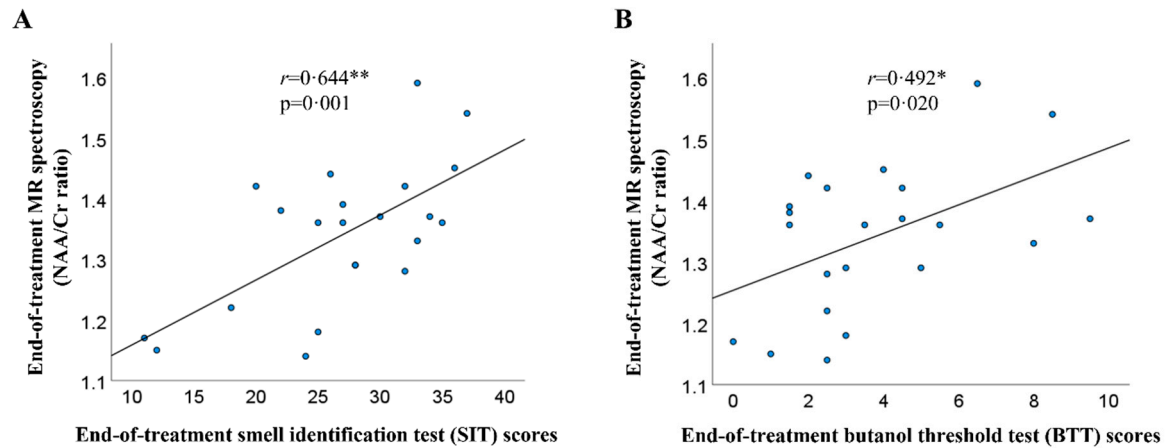 A
End-of-treatment MR spectroscopy
(NAA/Cr ratio)
1.6
1.5
1.4
1.3
1.2
1.1
r=0·644**
p=0·001
10 15 20 25 30 35 40
End-of-treatment smell identification test (SIT) scores
B
End-of-treatment MR spectroscopy
(NAA/Cr ratio)
1.6
1.5
1.4
1.3
1.2
1.1
r=0·492*
p=0·020
0 2 4 6 8 10
End-of-treatment butanol threshold test (BTT) scores